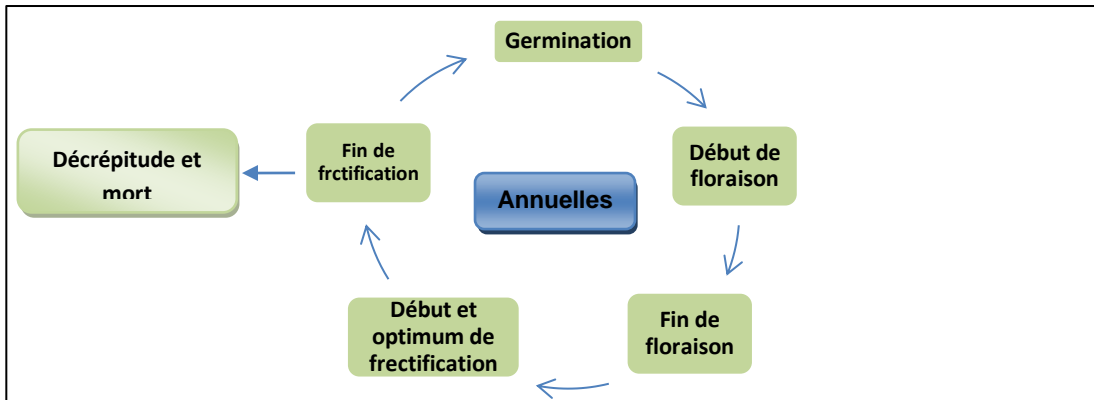 Germination
Début de
floraison
Fin de
floraison
Début et
optimum de
frectification
Fin de
frctification
Décrépitude et
mort
Annuelles